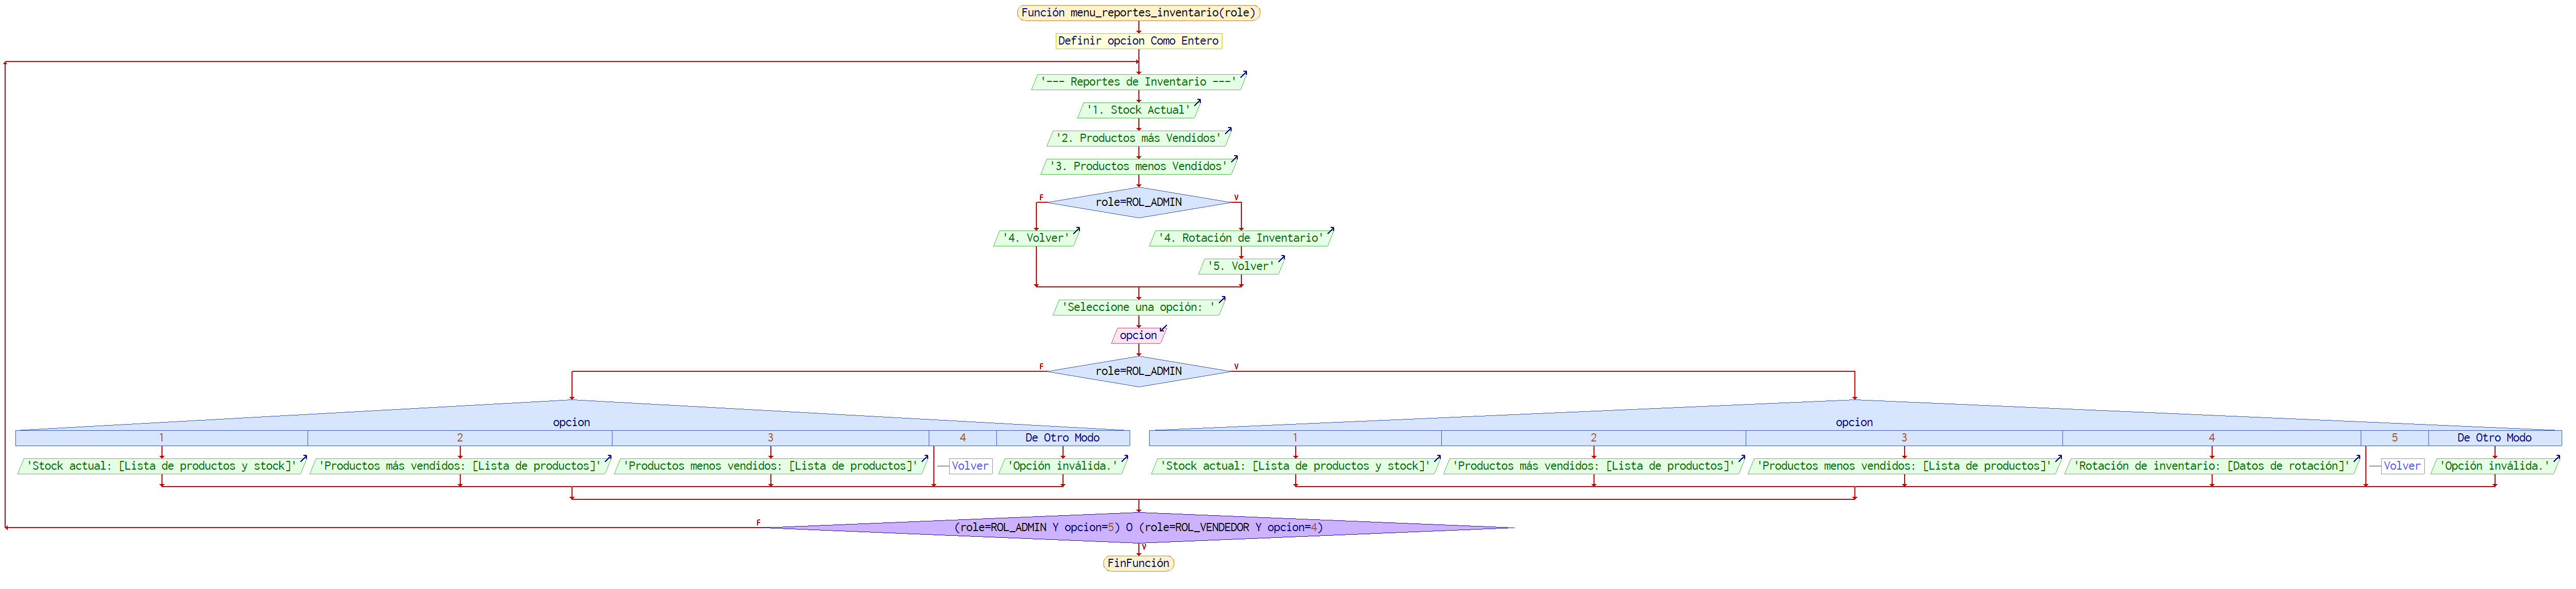 Función menu_reportes_inventario(role)
Definir opcion Como Entero
'--- Reportes de Inventario ---'
'1. Stock Actual'
'2. Productos más Vendidos'
'3. Productos menos Vendidos'
F
role=ROL_ADMIN
V
'4. Volver'
'4. Rotación de Inventario'
'5. Volver'
'Seleccione una opción: '
opcion
F
role=ROL_ADMIN
V
opcion
1 2 3 4 De Otro Modo
'Stock actual: [Lista de productos y stock]' 'Productos más vendidos: [Lista de productos]' 'Productos menos vendidos: [Lista de productos]' Volver 'Opción inválida.'
opcion
1 2 3 4 5 De Otro Modo
'Stock actual: [Lista de productos y stock]' 'Productos más vendidos: [Lista de productos]' 'Productos menos vendidos: [Lista de productos]' 'Rotación de inventario: [Datos de rotación]' Volver 'Opción inválida.'
F
(role=ROL_ADMIN Y opcion=5) O (role=ROL_VENDEDOR Y opcion=4)
V
FinFunción